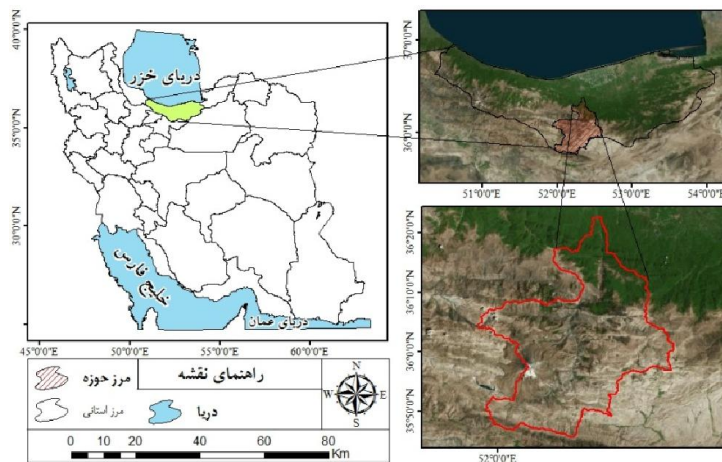 40°0'0"N
35°0'0"N
30°0'0"N
45°0'0"E
50°0'0"E
55°0'0"E
60°0'0"E
دریای خزر
خلیج فارس
دریای عمان
37°0'0"N
36°0'0"N
51°0'0"E
52°0'0"E
53°0'0"E
54°0'0"E
36°20'0"N
36°10'0"N
36°0'0"N
35°50'0"N
52°0'0"E
راهنمای نقشه
مرز حوزه
مرز استانی
دریا
N
W
E
S
0 10 20 40 60 80
Km